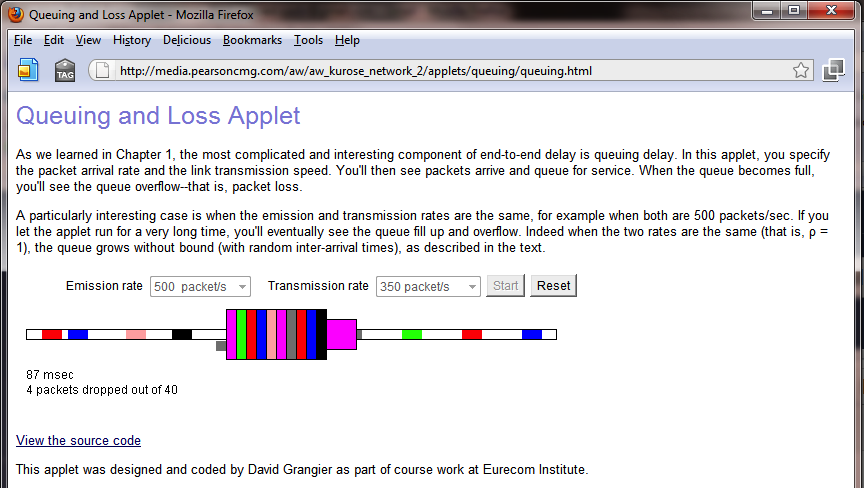 Queuing and Loss Applet - Mozilla Firefox
File Edit View History Delicious Bookmarks Tools Help
TAG http://media.pearsoncmg.com/aw/aw_kurose_network_2/applets/queuing/queuing.html
Queuing and Loss Applet
As we learned in Chapter 1, the most complicated and interesting component of end-to-end delay is queuing delay. In this applet, you specify
the packet arrival rate and the link transmission speed. You'll then see packets arrive and queue for service. When the queue becomes full,
you'll see the queue overflow--that is, packet loss.
A particularly interesting case is when the emission and transmission rates are the same, for example when both are 500 packets/sec. If you
let the applet run for a very long time, you'll eventually see the queue fill up and overflow. Indeed when the two rates are the same (that is, ρ =
1), the queue grows without bound (with random inter-arrival times), as described in the text.
Emission rate 500 packet/s Transmission rate 350 packet/s Start Reset
87 msec
4 packets dropped out of 40
View the source code
This applet was designed and coded by David Grangier as part of course work at Eurecom Institute.